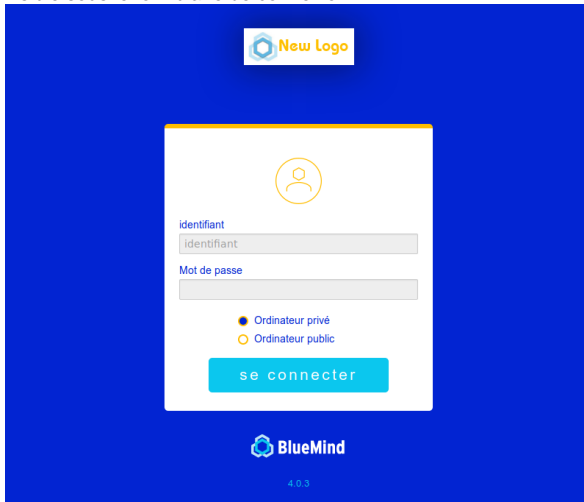 New Logo
identifiant
identifiant
Mot de passe
Ordinateur privé
Ordinateur public
se connecter
BlueMind
4.0.3